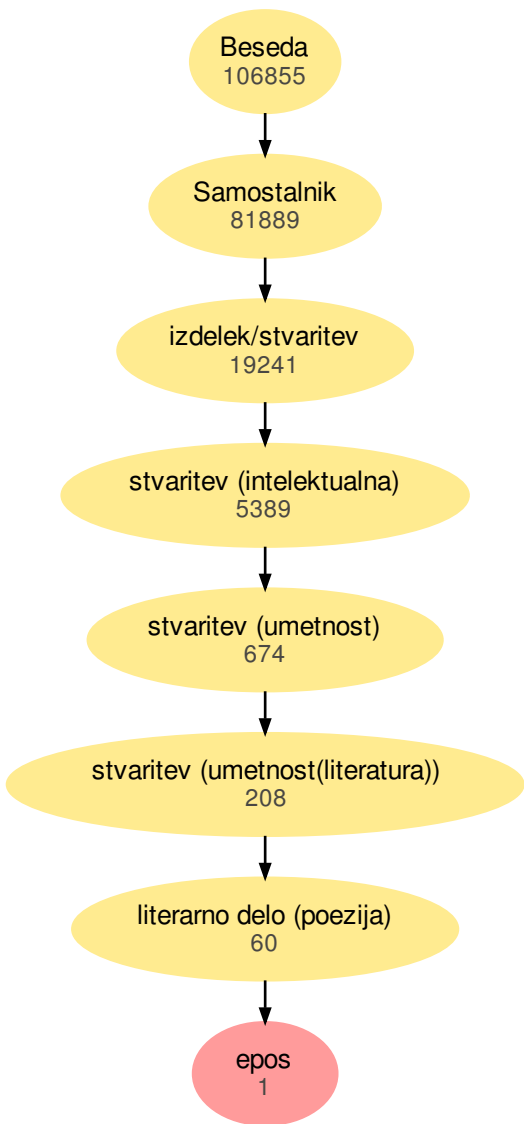 Beseda
106855
Samostalnik
81889
izdelek/stvaritev
19241
stvaritev (intelektualna)
5389
stvaritev (umetnost)
674
stvaritev (umetnost(literatura))
208
literarno delo (poezija)
60
epos
1